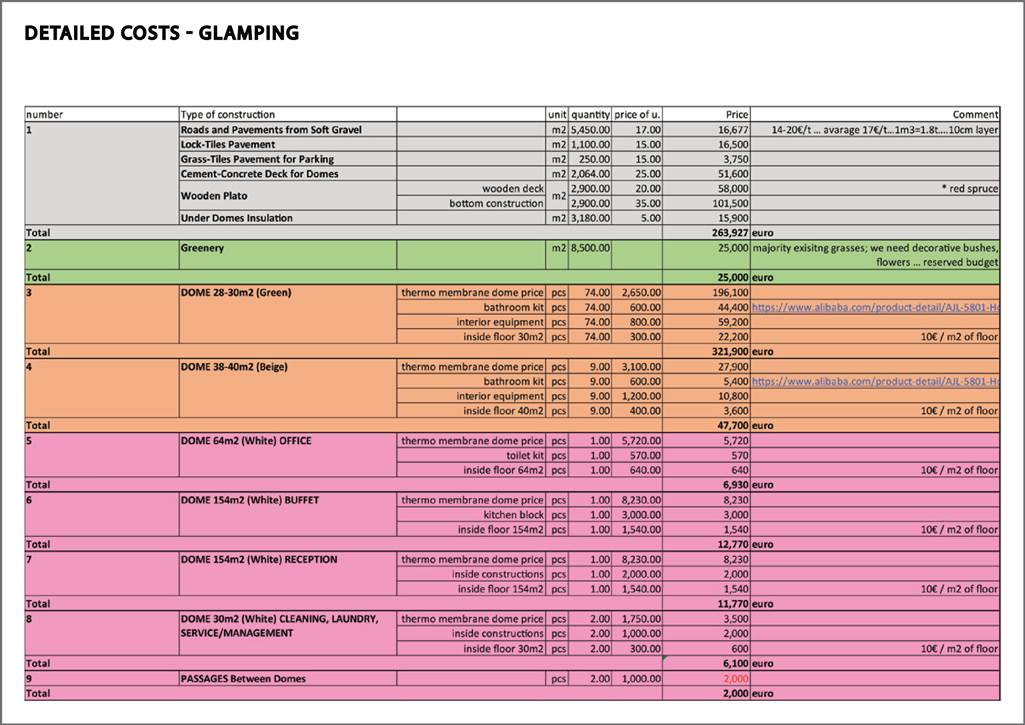 DETAILED COSTS - GLAMPING
number Type of construction unit quantity price of u. Price Comment
1 Roads and Pavements from Soft Gravel m2 5,450.00 17.00 16,677 14-20€/t ... avarage 17€/t...1m3=1.8t....10cm layer
Lock-Tiles Pavement m2 1,100.00 15.00 16,500
Grass-Tiles Pavement for Parking m2 250.00 15.00 3,750
Cement-Concrete Deck for Domes m2 2,064.00 25.00 51,600
Wooden Plato wooden deck m2 2,900.00 20.00 58,000 * red spruce
bottom construction 2,900.00 35.00 101,500
Under Domes Insulation m2 3,180.00 5.00 15,900
Total 263,927 euro
2 Greenery m2 8,500.00 25,000 majority exisitng grasses; we need decorative bushes,
flowers ... reserved budget
Total 25,000 euro
3 DOME 28-30m2 (Green) thermo membrane dome price pcs 74.00 2,650.00 196,100
bathroom kit pcs 74.00 600.00 44,400 https://www.alibaba.com/product-detail/AJL-5801-H
interior equipment pcs 74.00 800.00 59,200
inside floor 30m2 pcs 74.00 300.00 22,200 10€ / m2 of floor
Total 321,900 euro
4 DOME 38-40m2 (Beige) thermo membrane dome price pcs 9.00 3,100.00 27,900
bathroom kit pcs 9.00 600.00 5,400 https://www.alibaba.com/product-detail/AJL-5801-H
interior equipment pcs 9.00 1,200.00 10,800
inside floor 40m2 pcs 9.00 400.00 3,600 10€ / m2 of floor
Total 47,700 euro
5 DOME 64m2 (White) OFFICE thermo membrane dome price pcs 1.00 5,720.00 5,720
toilet kit pcs 1.00 570.00 570
inside floor 64m2 pcs 1.00 640.00 640 10€ / m2 of floor
Total 6,930 euro
6 DOME 154m2 (White) BUFFET thermo membrane dome price pcs 1.00 8,230.00 8,230
kitchen block pcs 1.00 3,000.00 3,000
inside floor 154m2 pcs 1.00 1,540.00 1,540 10€ / m2 of floor
Total 12,770 euro
7 DOME 154m2 (White) RECEPTION thermo membrane dome price pcs 1.00 8,230.00 8,230
inside constructions pcs 1.00 2,000.00 2,000
inside floor 154m2 pcs 1.00 1,540.00 1,540 10€ / m2 of floor
Total 11,770 euro
8 DOME 30m2 (White) CLEANING, LAUNDRY, thermo membrane dome price pcs 2.00 1,750.00 3,500
SERVICE/MANAGEMENT inside constructions pcs 2.00 1,000.00 2,000
inside floor 30m2 pcs 2.00 300.00 600 10€ / m2 of floor
Total 6,100 euro
9 PASSAGES Between Domes pcs 2.00 1,000.00 2,000
Total 2,000 euro